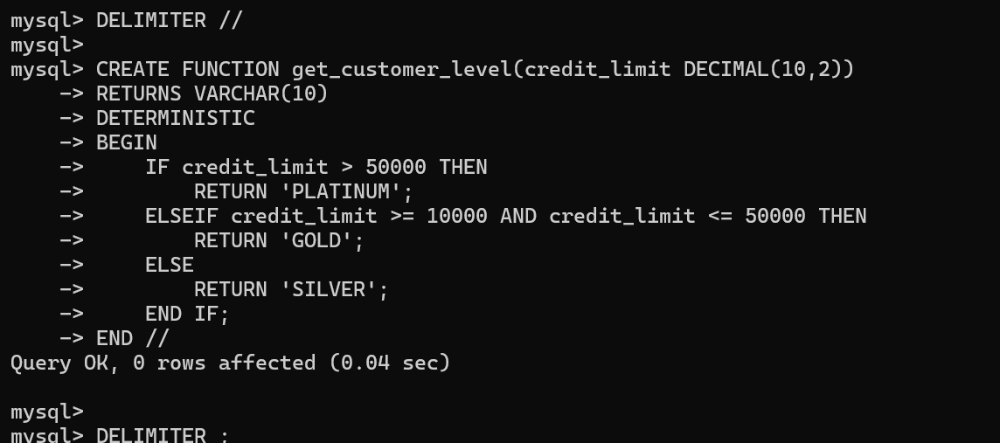 mysql> DELIMITER //
mysql>
mysql> CREATE FUNCTION get_customer_level(credit_limit DECIMAL(10,2))
    -> RETURNS VARCHAR(10)
    -> DETERMINISTIC
    -> BEGIN
    ->     IF credit_limit > 50000 THEN
    ->         RETURN 'PLATINUM';
    ->     ELSEIF credit_limit >= 10000 AND credit_limit <= 50000 THEN
    ->         RETURN 'GOLD';
    ->     ELSE
    ->         RETURN 'SILVER';
    ->     END IF;
    -> END //
Query OK, 0 rows affected (0.04 sec)

mysql>
mysql> DELIMITER ;